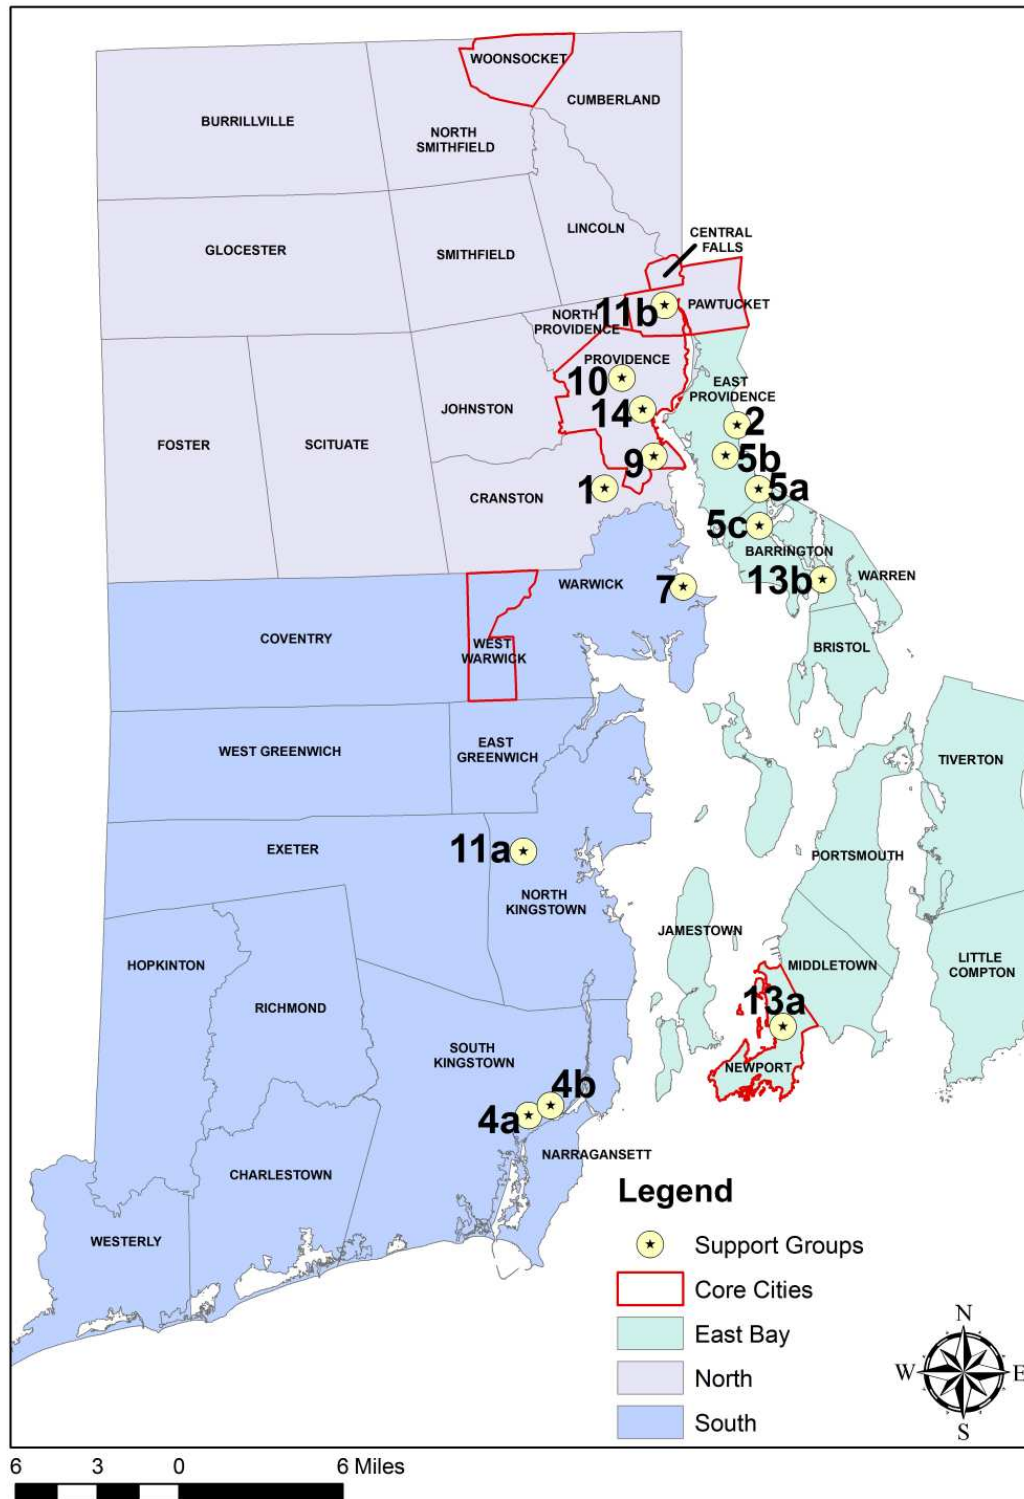 WOONSOCKET
CUMBERLAND
BURRILLVILLE
NORTH
SMITHFIELD
LINCOLN
CENTRAL
FALLS
GLOCESTER
SMITHFIELD
PAWTUCKET
11b
NORTH
PROVIDENCE
PROVIDENCE
10
EAST
PROVIDENCE
14
2
JOHNSTON
FOSTER
SCITUATE
9
5b
1
5a
CRANSTON
5c
BARRINGTON
13b
WARREN
7
WARWICK
COVENTRY
WEST
WARWICK
BRISTOL
WEST GREENWICH
EAST
GREENWICH
TIVERTON
EXETER
11a
PORTSMOUTH
NORTH
KINGSTOWN
JAMESTOWN
HOPKINTON
MIDDLETOWN
LITTLE
COMPTON
RICHMOND
13a
SOUTH
KINGSTOWN
NEWPORT
4b
4a
NARRAGANSETT
CHARLESTOWN
WESTERLY
Legend
Support Groups
Core Cities
East Bay
North
South
N
W E
S
6 3 0 6 Miles